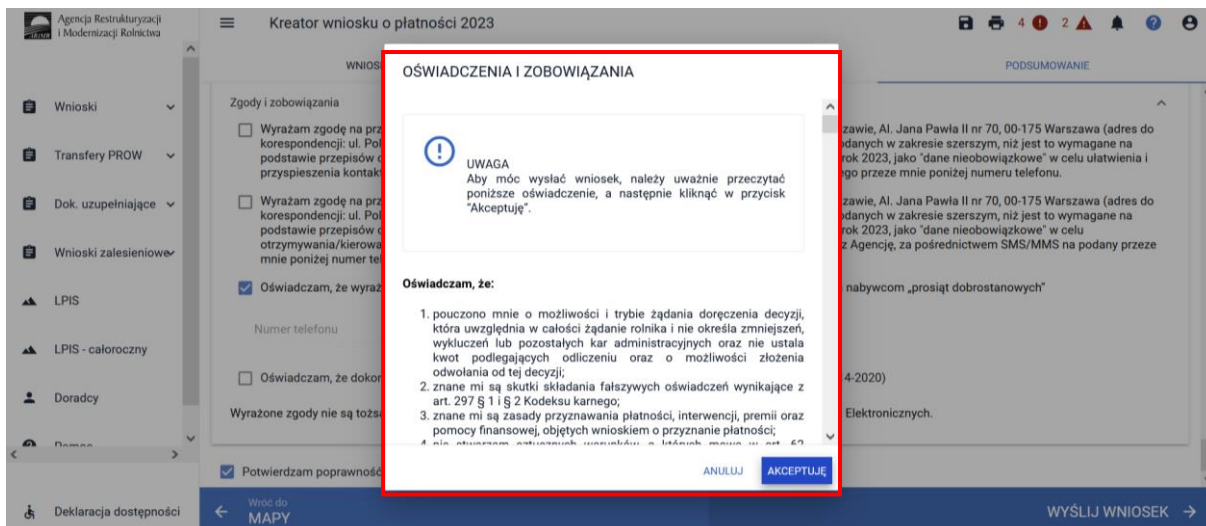 Agencja Restrukturyzacji
i Modernizacji Rolnictwa
Kreator wniosku o płatności 2023
4
2
WNIOS
PODSUMOWANIE
Wnioski
Transfery PROW
Dok. uzupełniające
Wnioski zalesieniowe
LPIS
LPIS - całoroczny
Doradcy
Deklaracja dostępności
Zgody i zobowiązania
Wyrażam zgodę na prz
korespondencji: ul. Pol
podstawie przepisów o
przyspieszenia kontak
zawie, Al. Jana Pawła II nr 70, 00-175 Warszawa (adres do
odanych w zakresie szerszym, niż jest to wymagane na
rok 2023, jako "dane nieobowiązkowe" w celu ułatwienia i
ego przeze mnie poniżej numeru telefonu.
Wyrażam zgodę na prz
korespondencji: ul. Pol
podstawie przepisów o
otrzymywania/kierowa
mnie poniżej numer tel
zawie, Al. Jana Pawła II nr 70, 00-175 Warszawa (adres do
odanych w zakresie szerszym, niż jest to wymagane na
rok 2023, jako "dane nieobowiązkowe" w celu
z Agencję, za pośrednictwem SMS/MMS na podany przeze
Oświadczam, że wyraż
nabywcom „prosiąt dobrostanowych"
Numer telefonu
Oświadczam, że dokon
4-2020)
Wyrażone zgody nie są tożsa
Elektronicznych.
Potwierdzam poprawność
OŚWIADCZENIA I ZOBOWIĄZANIA
UWAGA
Aby móc wysłać wniosek, należy uważnie przeczytać
poniższe oświadczenie, a następnie kliknąć w przycisk
"Akceptuję".
Oświadczam, że:
1. pouczono mnie o możliwości i trybie żądania doręczenia decyzji,
która uwzględnia w całości żądanie rolnika i nie określa zmniejszeń,
wykluczeń lub pozostałych kar administracyjnych oraz nie ustala
kwot podlegających odliczeniu oraz o możliwości złożenia
odwołania od tej decyzji;
2. znane mi są skutki składania fałszywych oświadczeń wynikające z
art. 297 § 1 i § 2 Kodeksu karnego;
3. znane mi są zasady przyznawania płatności, interwencji, premii oraz
pomocy finansowej, objętych wnioskiem o przyznanie płatności;
ANULUJ
AKCEPTUJĘ
Wróć do
MAPY
WYŚLIJ WNIOSEK